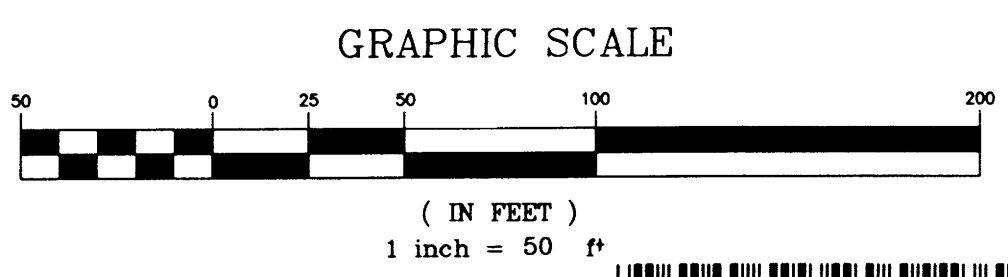 GRAPHIC SCALE
50 0 25 50 100 200
( IN FEET )
1 inch = 50 ft